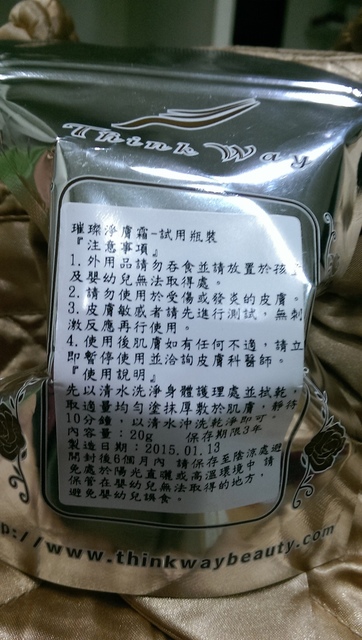 Think Way
璀璨淨膚霜-試用瓶裝
『注意事項』
1. 外用品請勿吞食並請放置於孩子
及嬰幼兒無法取得處。
2. 請勿使用於受傷或發炎的皮膚。
3. 皮膚敏感者請先進行測試，無刺
激反應再行使用。
4. 使用後肌膚如有任何不適，請立
即暫停使用並洽詢皮膚科醫師。
『使用說明』
先以清水洗淨身體護理處並拭乾，
取適量均勻塗抹厚敷於肌膚，靜待
10分鐘，以清水沖洗乾淨即可。
內容量：20g 保存期限3年
製造日期：2015.01.13
開封後6個月內 請保存至陰涼處避
免處於陽光直曬或高溫環境中 請
保管在嬰幼兒無法取得的地方，
避免嬰幼兒誤食。
p://www.thinkwaybeauty.com